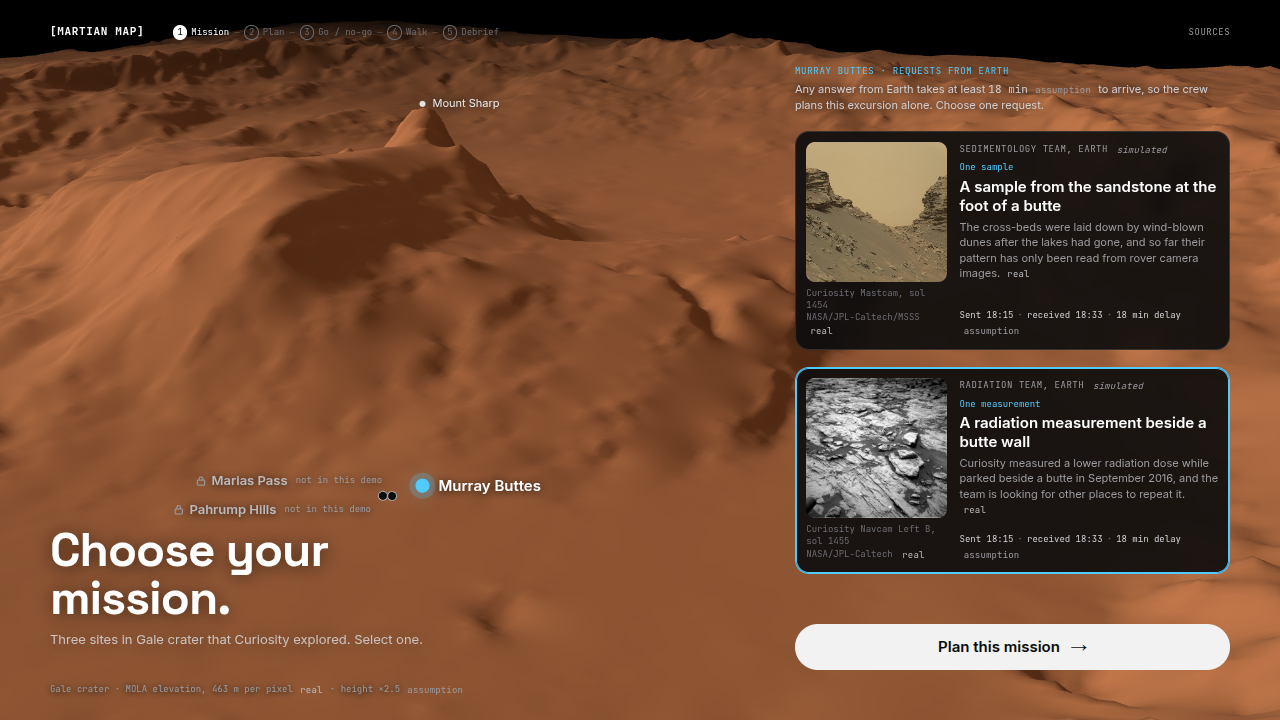 [MARTIAN MAP]
1 Mission — 2 Plan — 3 Go / no-go — 4 Walk — 5 Debrief
SOURCES
Mount Sharp
Marias Pass not in this demo
Pahrump Hills not in this demo
Murray Buttes
Choose your
mission.
Three sites in Gale crater that Curiosity explored. Select one.
Gale crater · MOLA elevation, 463 m per pixel real · height ×2.5 assumption
MURRAY BUTTES · REQUESTS FROM EARTH
Any answer from Earth takes at least 18 min assumption to arrive, so the crew
plans this excursion alone. Choose one request.
SEDIMENTOLOGY TEAM, EARTH simulated
One sample
A sample from the sandstone at the
foot of a butte
The cross-beds were laid down by wind-blown
dunes after the lakes had gone, and so far their
pattern has only been read from rover camera
images. real
Sent 18:15 · received 18:33 · 18 min delay
assumption
Curiosity Mastcam, sol
1454
NASA/JPL-Caltech/MSSS
real
RADIATION TEAM, EARTH simulated
One measurement
A radiation measurement beside a
butte wall
Curiosity measured a lower radiation dose while
parked beside a butte in September 2016, and the
team is looking for other places to repeat it.
real
Sent 18:15 · received 18:33 · 18 min delay
assumption
Curiosity Navcam Left B,
sol 1455
NASA/JPL-Caltech real
Plan this mission →